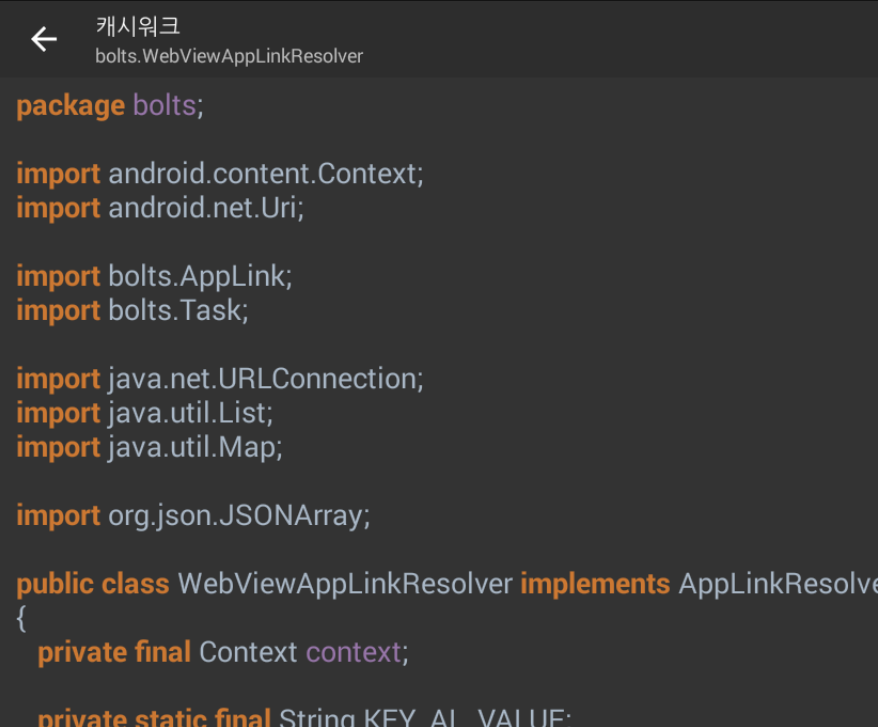 캐시워크
bolts.WebViewAppLinkResolver
package bolts;
import android.content.Context;
import android.net.Uri;
import bolts.AppLink;
import bolts.Task;
import java.net.URLConnection;
import java.util.List;
import java.util.Map;
import org.json.JSONArray;
public class WebViewAppLinkResolver implements AppLinkResolve
{
private final Context context;
private static final String KEY_AL_VALUE;